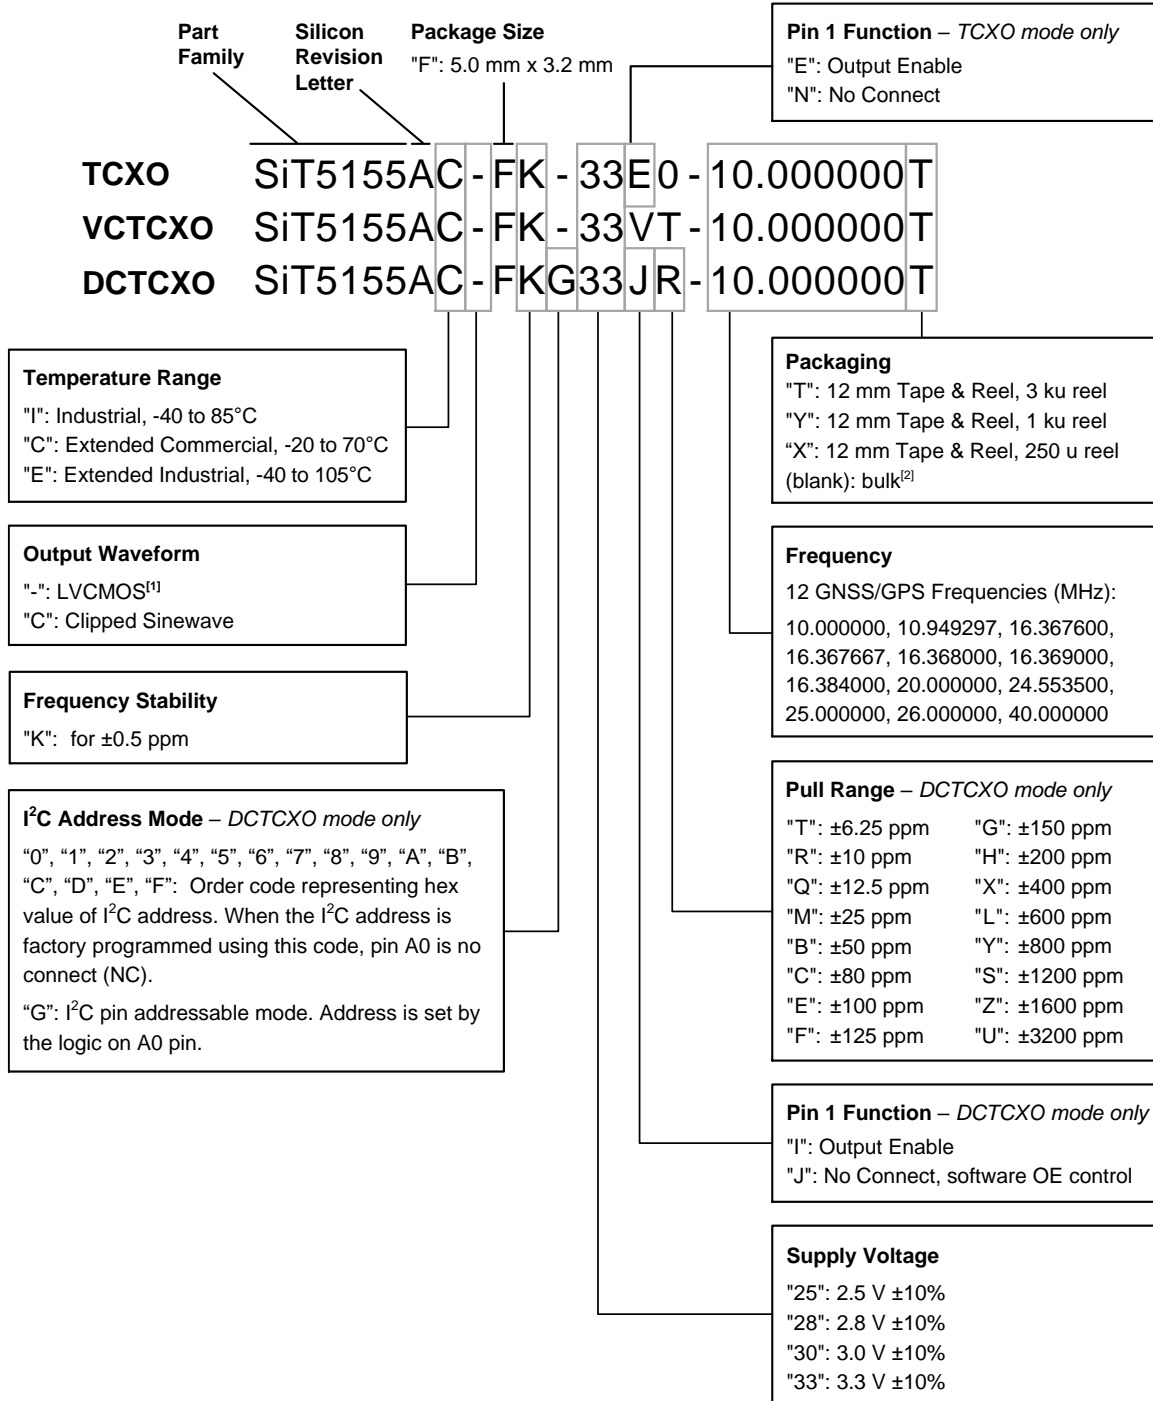 Part Family
Silicon Revision Letter
Package Size
"F": 5.0 mm x 3.2 mm
Pin 1 Function – TCXO mode only
"E": Output Enable
"N": No Connect
TCXO SiT5155AC-FK-33E0-10.000000T
VCTCXO SiT5155AC-FK-33VT-10.000000T
DCTCXO SiT5155AC-FKG33JR-10.000000T
Temperature Range
"I": Industrial, -40 to 85°C
"C": Extended Commercial, -20 to 70°C
"E": Extended Industrial, -40 to 105°C
Output Waveform
"-": LVCMOS[1]
"C": Clipped Sinewave
Frequency Stability
"K": for ±0.5 ppm
I²C Address Mode – DCTCXO mode only
“0”, “1”, “2”, “3”, “4”, “5”, “6”, “7”, “8”, “9”, “A”, “B”,
“C”, “D”, “E”, “F”: Order code representing hex
value of I²C address. When the I²C address is
factory programmed using this code, pin A0 is no
connect (NC).
“G”: I²C pin addressable mode. Address is set by
the logic on A0 pin.
Packaging
"T": 12 mm Tape & Reel, 3 ku reel
"Y": 12 mm Tape & Reel, 1 ku reel
“X”: 12 mm Tape & Reel, 250 u reel
(blank): bulk[2]
Frequency
12 GNSS/GPS Frequencies (MHz):
10.000000, 10.949297, 16.367600,
16.367667, 16.368000, 16.369000,
16.384000, 20.000000, 24.553500,
25.000000, 26.000000, 40.000000
Pull Range – DCTCXO mode only
"T": ±6.25 ppm "G": ±150 ppm
"R": ±10 ppm "H": ±200 ppm
"Q": ±12.5 ppm "X": ±400 ppm
"M": ±25 ppm "L": ±600 ppm
"B": ±50 ppm "Y": ±800 ppm
"C": ±80 ppm "S": ±1200 ppm
"E": ±100 ppm "Z": ±1600 ppm
"F": ±125 ppm "U": ±3200 ppm
Pin 1 Function – DCTCXO mode only
"I": Output Enable
"J": No Connect, software OE control
Supply Voltage
"25": 2.5 V ±10%
"28": 2.8 V ±10%
"30": 3.0 V ±10%
"33": 3.3 V ±10%